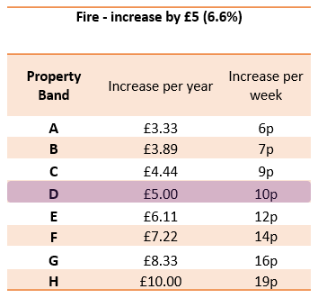 Fire - increase by £5 (6.6%)
Property Band Increase per year Increase per week
A £3.33 6p
B £3.89 7p
C £4.44 9p
D £5.00 10p
E £6.11 12p
F £7.22 14p
G £8.33 16p
H £10.00 19p